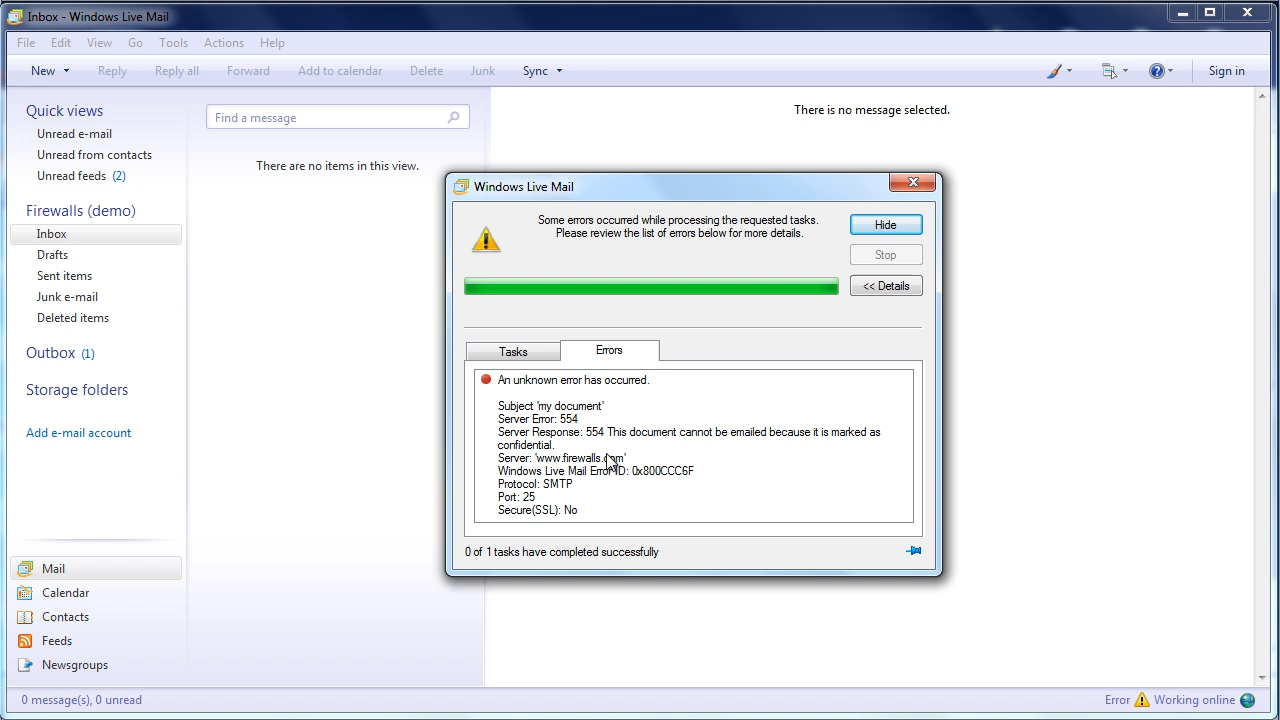 Inbox - Windows Live Mail
File Edit View Go Tools Actions Help
New Reply Reply all Forward Add to calendar Delete Junk Sync Sign in
Quick views
Unread e-mail
Unread from contacts
Unread feeds (2)
Firewalls (demo)
Inbox
Drafts
Sent items
Junk e-mail
Deleted items
Outbox (1)
Storage folders
Add e-mail account
Mail
Calendar
Contacts
Feeds
Newsgroups
Find a message
There are no items in this view.
There is no message selected.
Windows Live Mail
Some errors occurred while processing the requested tasks.
Please review the list of errors below for more details.
Hide
Stop
<< Details
Tasks Errors
An unknown error has occurred.
Subject 'my document'
Server Error: 554
Server Response: 554 This document cannot be emailed because it is marked as
confidential.
Server: 'www.firewalls.com'
Windows Live Mail Error ID: 0x800CCC6F
Protocol: SMTP
Port: 25
Secure(SSL): No
0 of 1 tasks have completed successfully
0 message(s), 0 unread
Error Working online